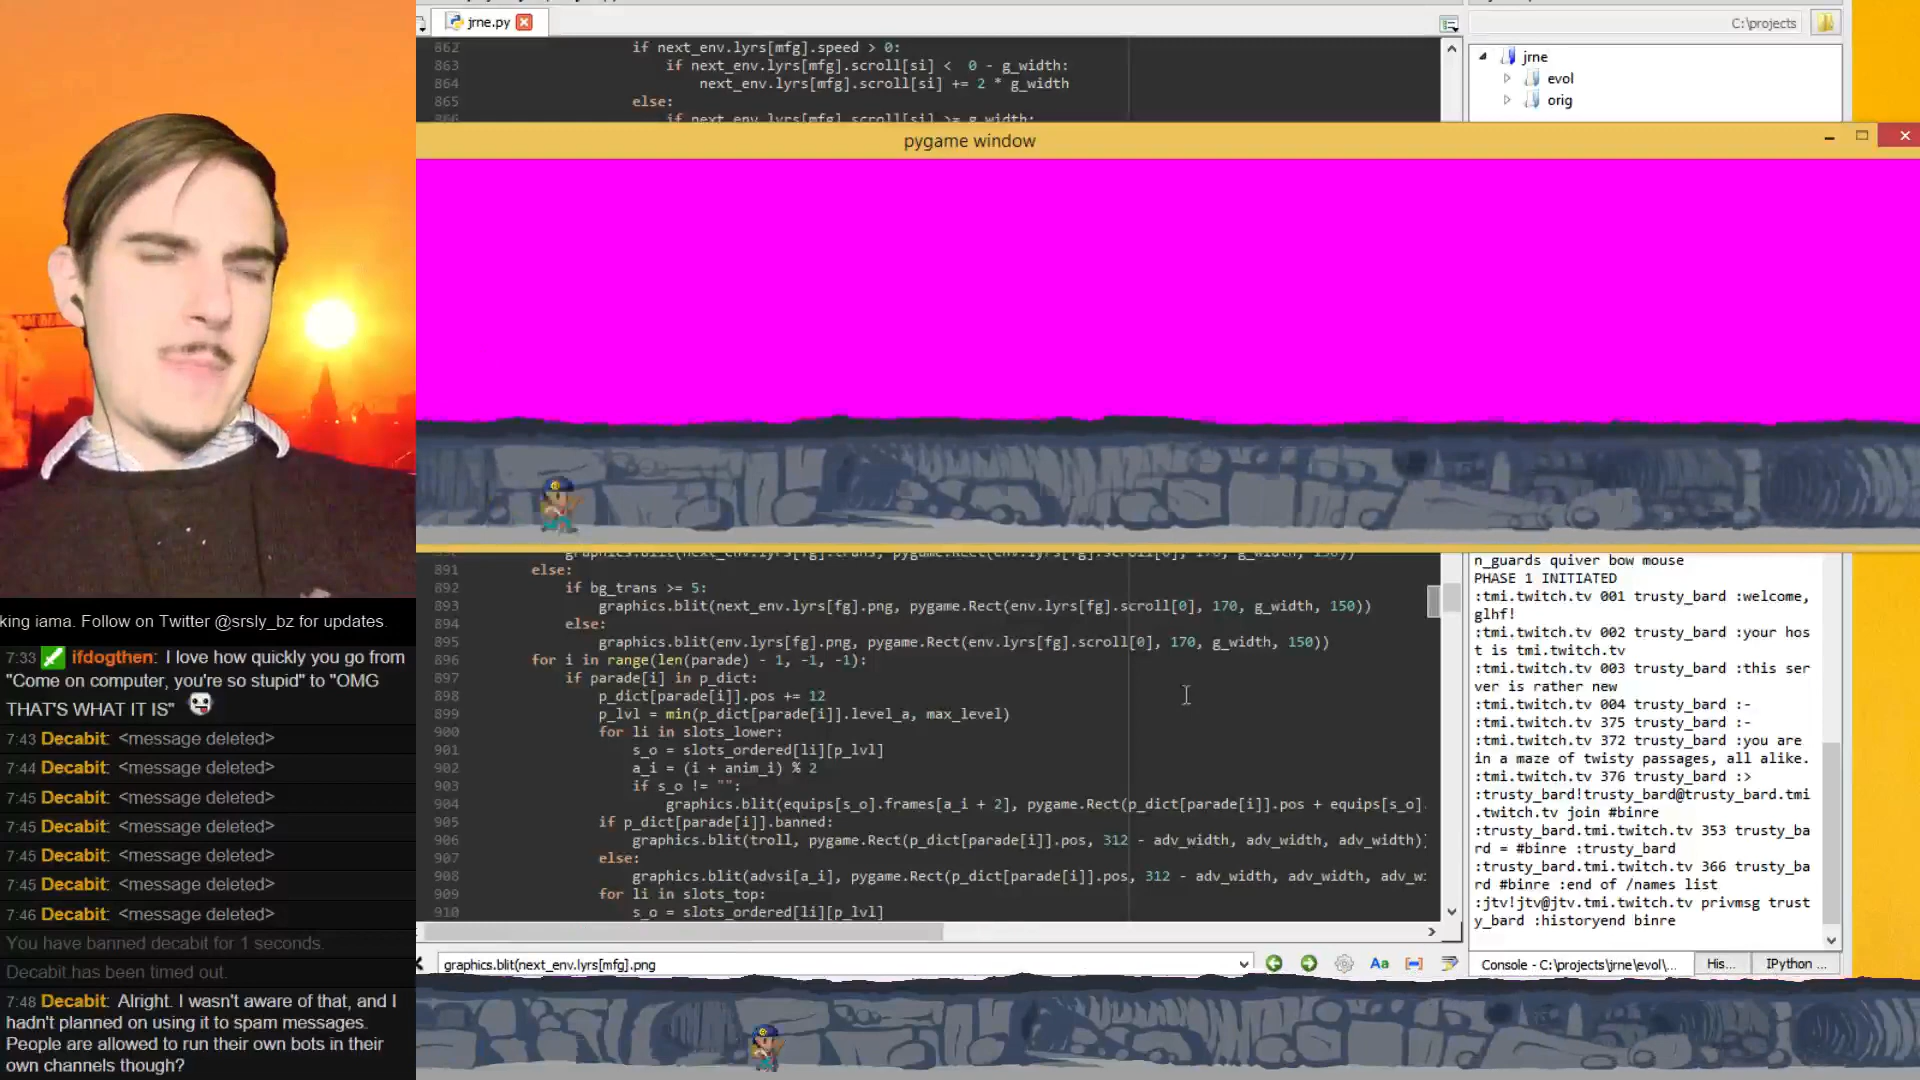 jrne.py
C:\projects
862 if next_env.lyrs[mfg].speed > 0:
863 if next_env.lyrs[mfg].scroll[si] < 0 - g_width:
864 next_env.lyrs[mfg].scroll[si] += 2 * g_width
865 else:
866 if next_env.lyrs[mfg].scroll[si] >= g_width:
jrne
evol
orig
pygame window
891 else:
892 if bg_trans >= 5:
893 graphics.blit(next_env.lyrs[fg].png, pygame.Rect(env.lyrs[fg].scroll[0], 170, g_width, 150))
894 else:
895 graphics.blit(env.lyrs[fg].png, pygame.Rect(env.lyrs[fg].scroll[0], 170, g_width, 150))
896 for i in range(len(parade) - 1, -1, -1):
897 if parade[i] in p_dict:
898 p_dict[parade[i]].pos += 12
899 p_lvl = min(p_dict[parade[i]].level_a, max_level)
900 for li in slots_lower:
901 s_o = slots_ordered[li][p_lvl]
902 a_i = (i + anim_i) % 2
903 if s_o != "":
904 graphics.blit(equips[s_o].frames[a_i + 2], pygame.Rect(p_dict[parade[i]].pos + equips[s_o].
905 if p_dict[parade[i]].banned:
906 graphics.blit(troll, pygame.Rect(p_dict[parade[i]].pos, 312 - adv_width, adv_width, adv_width))
907 else:
908 graphics.blit(advsi[a_i], pygame.Rect(p_dict[parade[i]].pos, 312 - adv_width, adv_width, adv_w
909 for li in slots_top:
910 s_o = slots_ordered[li][p_lvl]
graphics.blit(next_env.lyrs[mfg].png
Aa
n_guards quiver bow mouse
PHASE 1 INITIATED
:tmi.twitch.tv 001 trusty_bard :welcome,
glhf!
:tmi.twitch.tv 002 trusty_bard :your hos
t is tmi.twitch.tv
:tmi.twitch.tv 003 trusty_bard :this ser
ver is rather new
:tmi.twitch.tv 004 trusty_bard :-
:tmi.twitch.tv 375 trusty_bard :-
:tmi.twitch.tv 372 trusty_bard :you are
in a maze of twisty passages, all alike.
:tmi.twitch.tv 376 trusty_bard :>
:trusty_bard!trusty_bard@trusty_bard.tmi
.twitch.tv join #binre
:trusty_bard.tmi.twitch.tv 353 trusty_ba
rd = #binre :trusty_bard
:trusty_bard.tmi.twitch.tv 366 trusty_ba
rd #binre :end of /names list
:jtv!jtv@jtv.tmi.twitch.tv privmsg trust
y_bard :historyend binre
Console - C:\projects\jrne\evol\...
His...
IPython ...
king iama. Follow on Twitter @srsly_bz for updates.
7:33 ifdogthen: I love how quickly you go from
"Come on computer, you're so stupid" to "OMG
THAT'S WHAT IT IS"
7:43 Decabit: <message deleted>
7:44 Decabit: <message deleted>
7:45 Decabit: <message deleted>
7:45 Decabit: <message deleted>
7:45 Decabit: <message deleted>
7:45 Decabit: <message deleted>
7:46 Decabit: <message deleted>
You have banned decabit for 1 seconds.
Decabit has been timed out.
7:48 Decabit: Alright. I wasn't aware of that, and I
hadn't planned on using it to spam messages.
People are allowed to run their own bots in their
own channels though?